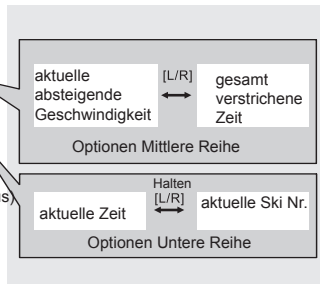 aktuelle
absteigende
Geschwindigkeit
[L/R]
gesamt
verstrichene
Zeit
Optionen Mittlere Reihe
s)
aktuelle Zeit
Halten
[L/R]
aktuelle Ski Nr.
Optionen Untere Reihe